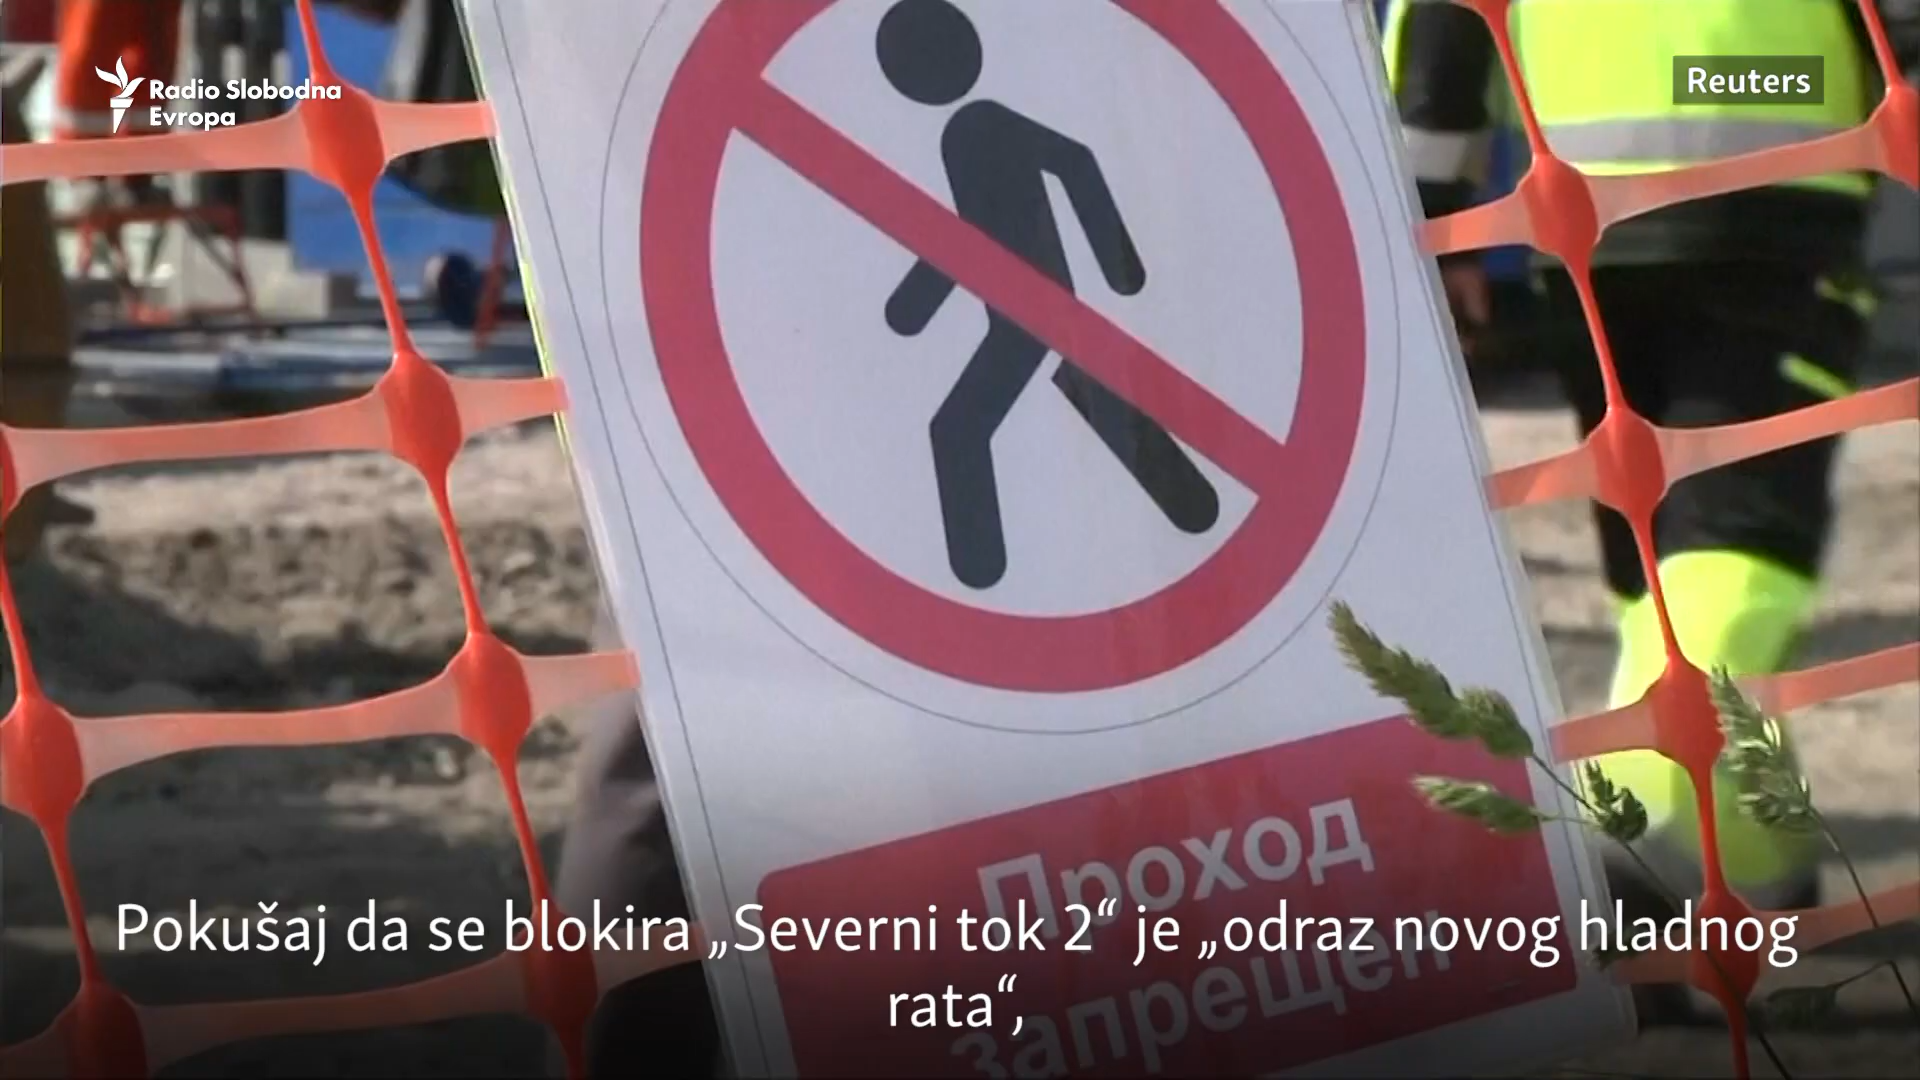 Radio Slobodna
Evropa
Reuters
Проход
запрещен
Pokušaj da se blokira „Severni tok 2“ je „odraz novog hladnog
rata“,